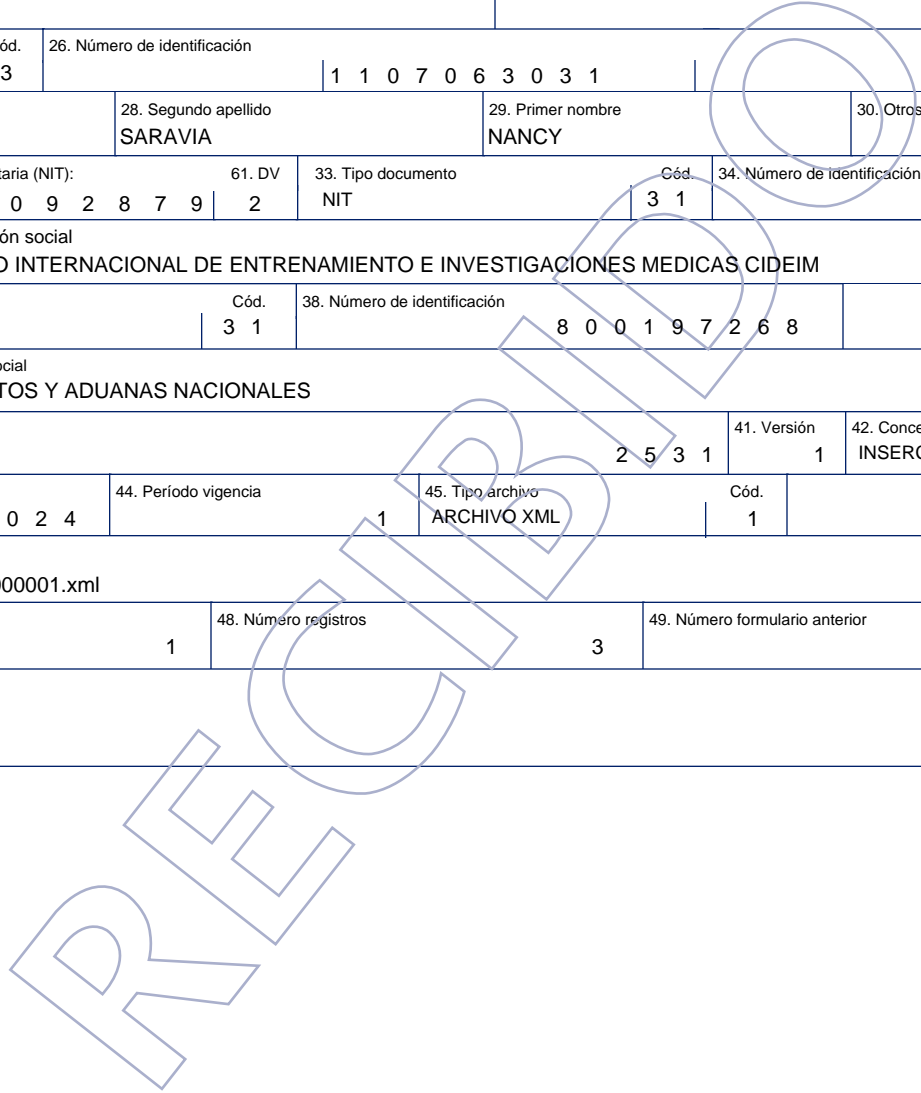 ód. 26. Número de identificación
3 1 1 0 7 0 6 3 0 3 1
28. Segundo apellido 29. Primer nombre 30. Otros
SARAVIA NANCY
taria (NIT): 61. DV 33. Tipo documento Cód. 34. Número de identificación
0 9 2 8 7 9 2 NIT 3 1
ón social
O INTERNACIONAL DE ENTRENAMIENTO E INVESTIGACIONES MEDICAS CIDEIM
Cód. 38. Número de identificación
3 1 8 0 0 1 9 7 2 6 8
ocial
TOS Y ADUANAS NACIONALES
41. Versión 42. Conce
2 5 3 1 1 INSERC
44. Período vigencia 45. Tipo archivo Cód.
0 2 4 1 ARCHIVO XML 1
000001.xml
48. Número registros 49. Número formulario anterior
1 3
RECIBIDO